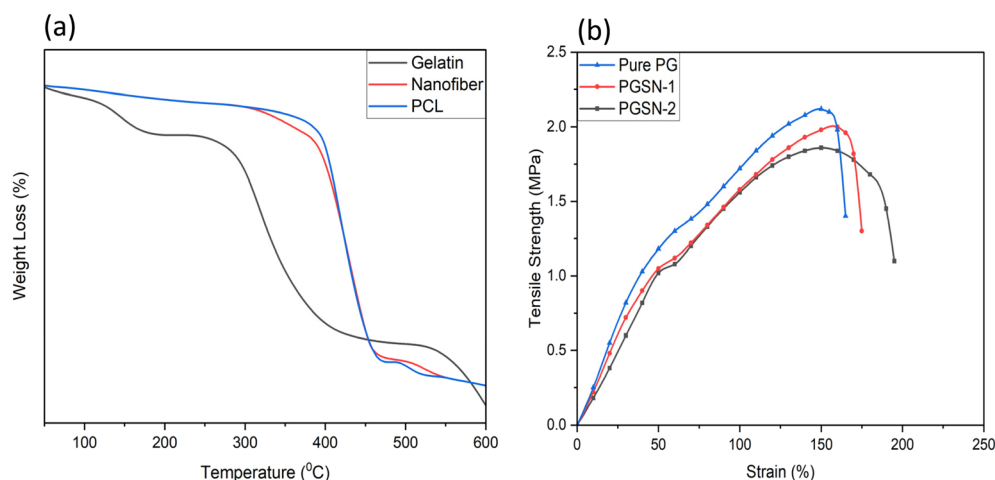 (a)
Gelatin
Nanofiber
PCL
Weight Loss (%)
100 200 300 400 500 600
Temperature (⁰C)
(b)
Pure PG
PGSN-1
PGSN-2
Tensile Strength (MPa)
2.5
2.0
1.5
1.0
0.5
0.0
0 50 100 150 200 250
Strain (%)